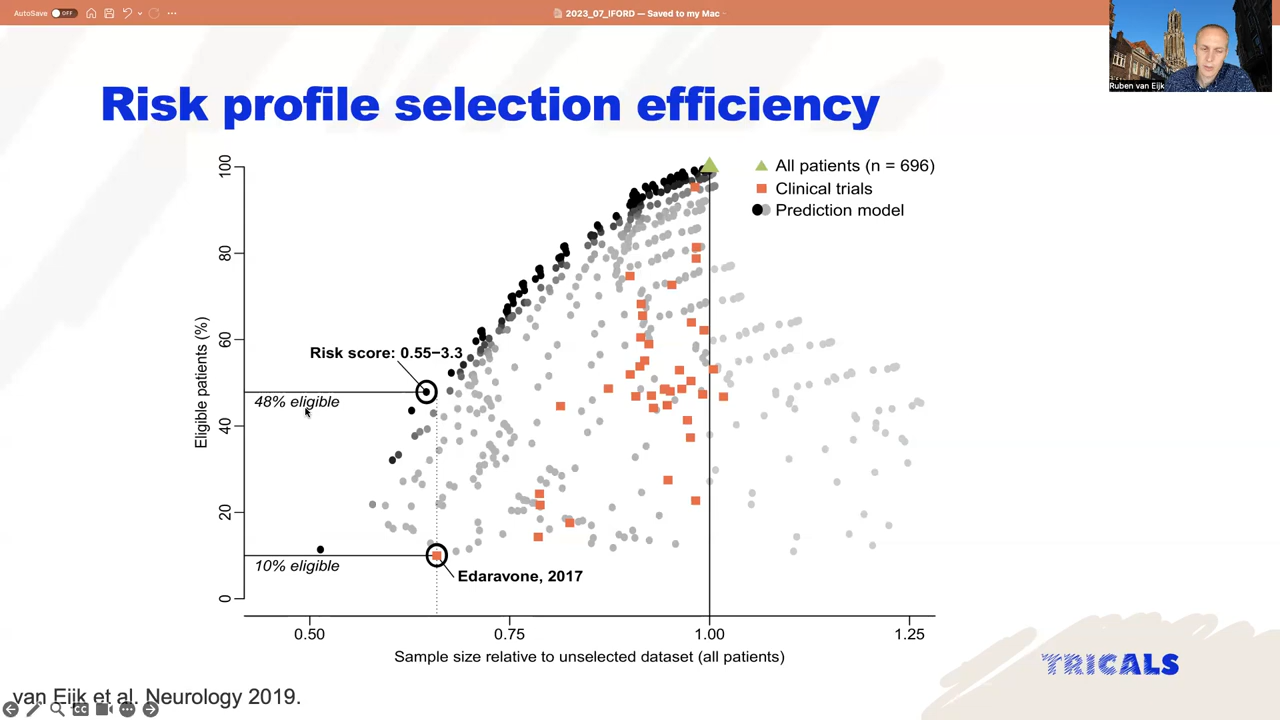 AutoSave OFF
2023_07_IFORD — Saved to my Mac
Ruben van Eijk
Risk profile selection efficiency
All patients (n = 696)
Clinical trials
Prediction model
Eligible patients (%)
100
80
60
40
20
0
Risk score: 0.55−3.3
48% eligible
10% eligible
Edaravone, 2017
0.50 0.75 1.00 1.25
Sample size relative to unselected dataset (all patients)
TRICALS
van Eijk et al. Neurology 2019.
CC